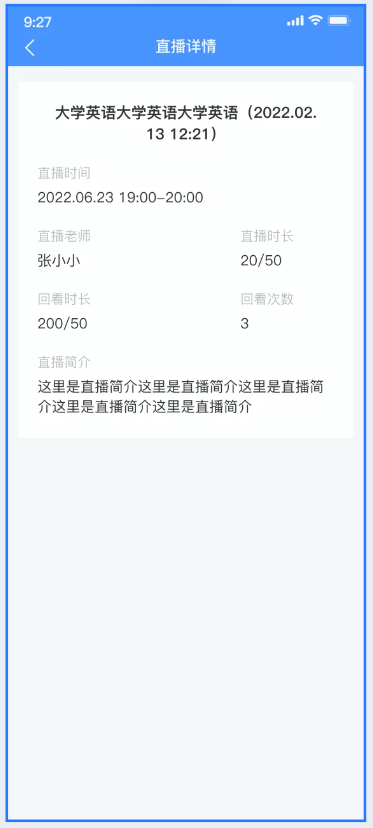 9:27
直播详情
大学英语大学英语大学英语（2022.02.
13 12:21）
直播时间
2022.06.23 19:00-20:00
直播老师 直播时长
张小小 20/50
回看时长 回看次数
200/50 3
直播简介
这里是直播简介这里是直播简介这里是直播简
介这里是直播简介这里是直播简介